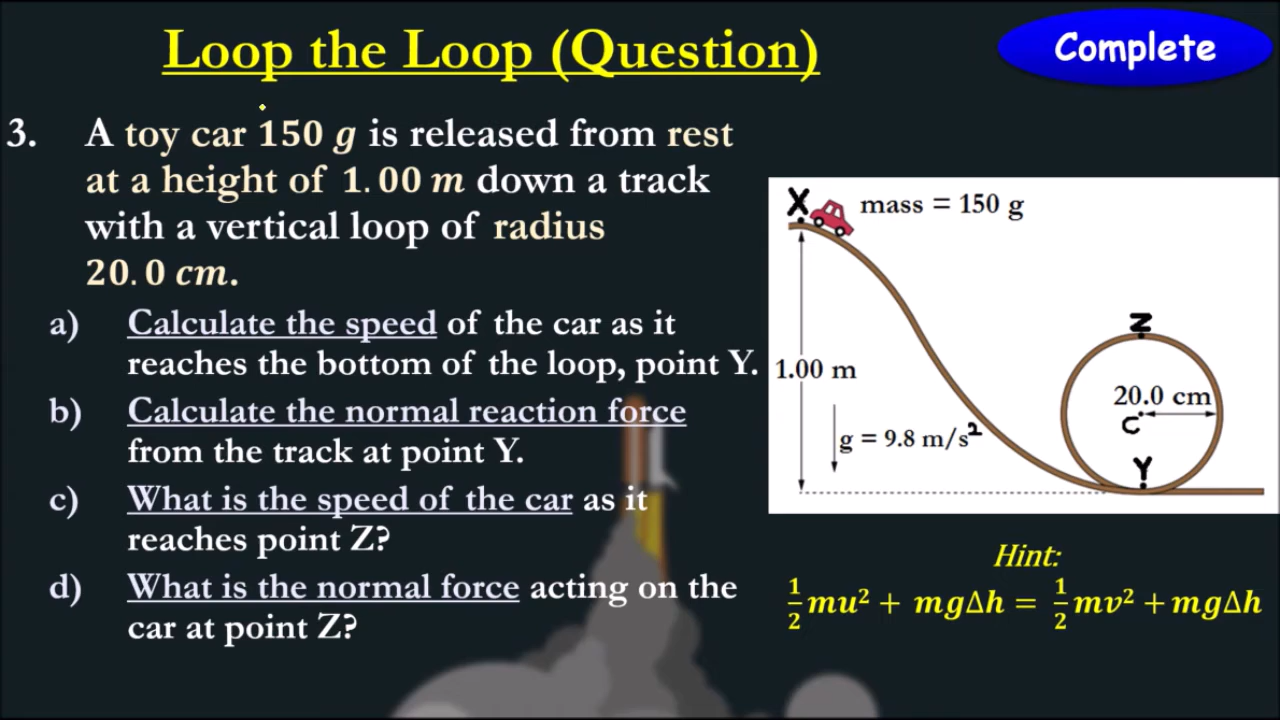 Loop the Loop (Question)
Complete
3. A toy car 150 g is released from rest
at a height of 1.00 m down a track
with a vertical loop of radius
20.0 cm.
a) Calculate the speed of the car as it
reaches the bottom of the loop, point Y.
b) Calculate the normal reaction force
from the track at point Y.
c) What is the speed of the car as it
reaches point Z?
d) What is the normal force acting on the
car at point Z?
X
mass = 150 g
Z
1.00 m
20.0 cm
C
g = 9.8 m/s²
Y
Hint:
½mu² + mgΔh = ½mv² + mgΔh